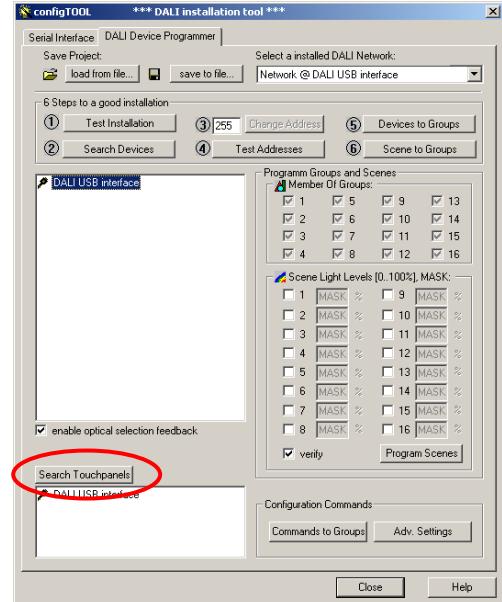 configTOOL *** DALI installation tool ***
Serial Interface DALI Device Programmer
Save Project: Select a installed DALI Network:
load from file... save to file... Network @ DALI USB interface
6 Steps to a good installation
1 Test Installation 3 255 Change Address 5 Devices to Groups
2 Search Devices 4 Test Addresses 6 Scene to Groups
DALI USB interface
Programm Groups and Scenes
Member Of Groups:
1 5 9 13
2 6 10 14
3 7 11 15
4 8 12 16
Scene Light Levels [0..100%], MASK:
1 MASK % 9 MASK %
2 MASK % 10 MASK %
3 MASK % 11 MASK %
4 MASK % 12 MASK %
5 MASK % 13 MASK %
6 MASK % 14 MASK %
7 MASK % 15 MASK %
8 MASK % 16 MASK %
enable optical selection feedback
verify Program Scenes
Search Touchpanels
DALI USB interface
Configuration Commands
Commands to Groups Adv. Settings
Close Help